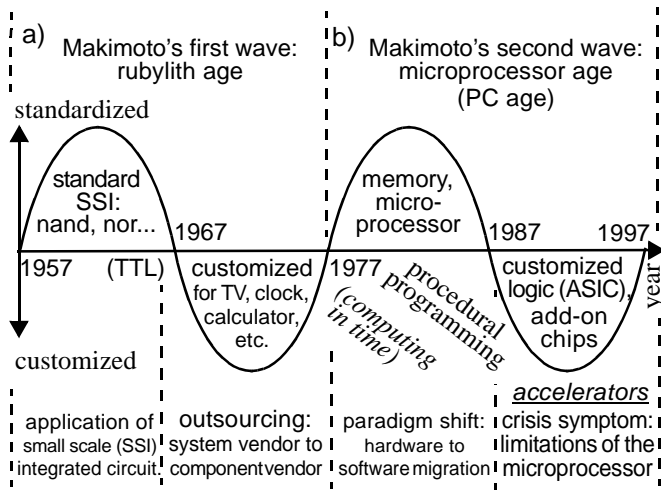 a)
Makimoto's first wave:
rubylith age
b)
Makimoto's second wave:
microprocessor age
(PC age)
standardized
standard
SSI:
nand, nor...
1967
memory,
micro-
processor
1987
1997
1957
(TTL)
customized
for TV, clock,
calculator,
etc.
1977
procedural
programming
(computing
in time)
customized
logic (ASIC),
add-on
chips
year
customized
application of
small scale (SSI)
integrated circuit.
outsourcing:
system vendor to
component vendor
paradigm shift:
hardware to
software migration
accelerators
crisis symptom:
limitations of the
microprocessor